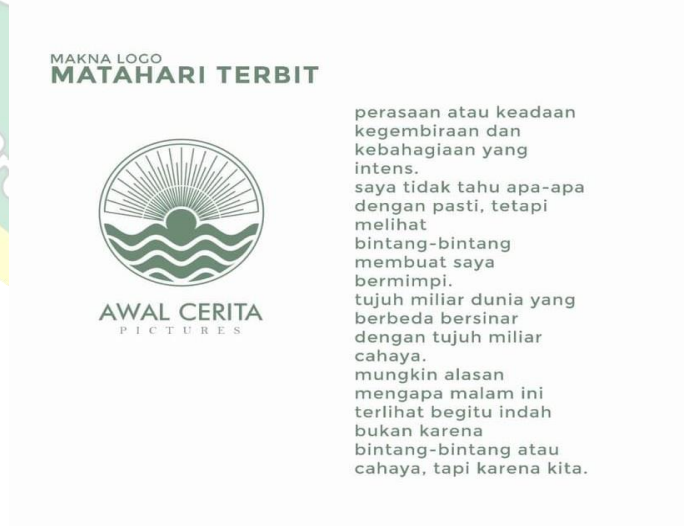 MAKNA LOGO
MATAHARI TERBIT
AWAL CERITA
PICTURES
perasaan atau keadaan
kegembiraan dan
kebahagiaan yang
intens.
saya tidak tahu apa-apa
dengan pasti, tetapi
melihat
bintang-bintang
membuat saya
bermimpi.
tujuh miliar dunia yang
berbeda bersinar
dengan tujuh miliar
cahaya.
mungkin alasan
mengapa malam ini
terlihat begitu indah
bukan karena
bintang-bintang atau
cahaya, tapi karena kita.